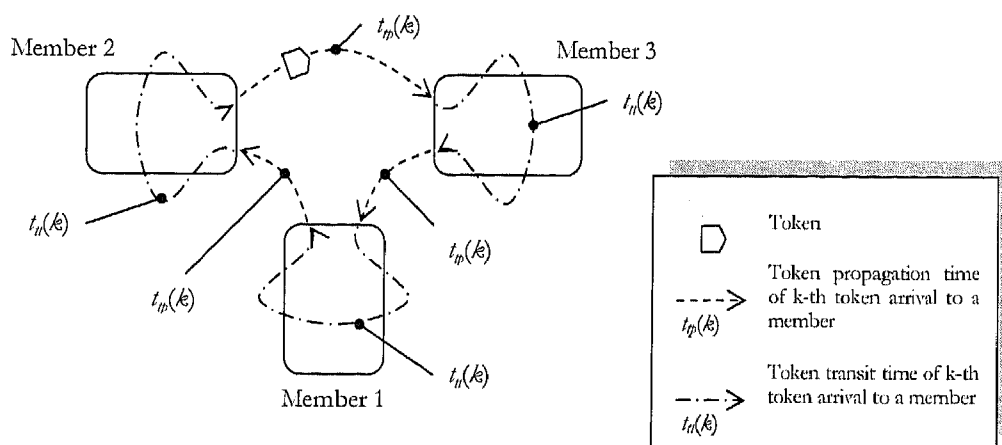 t_tp(k)
Member 2
Member 3
t_tt(k)
t_tt(k)
t_tp(k)
t_tp(k)
t_tt(k)
Member 1
Token
Token propagation time
of k-th token arrival to a
member
t_tp(k)
Token transit time of k-th
token arrival to a member
t_tt(k)